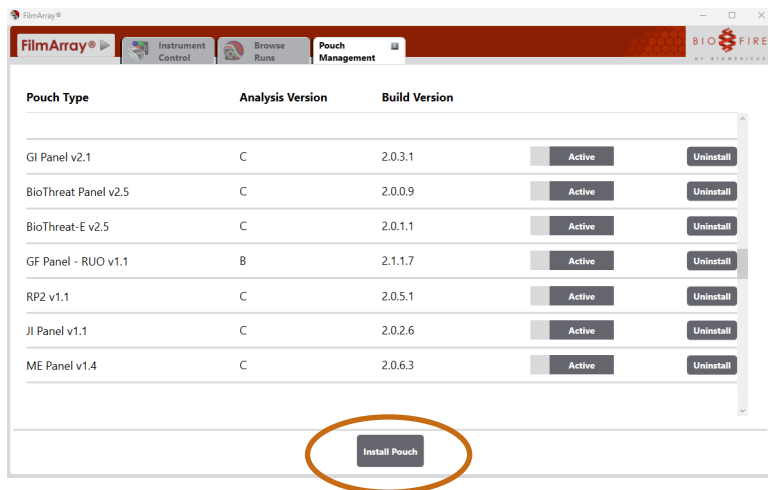 FilmArray®
FilmArray®
Instrument Control
Browse Runs
Pouch Management
BIO FIRE
BY BIOMÉRIEUX
Pouch Type Analysis Version Build Version
GI Panel v2.1 C 2.0.3.1 Active Uninstall
BioThreat Panel v2.5 C 2.0.0.9 Active Uninstall
BioThreat-E v2.5 C 2.0.1.1 Active Uninstall
GF Panel - RUO v1.1 B 2.1.1.7 Active Uninstall
RP2 v1.1 C 2.0.5.1 Active Uninstall
JI Panel v1.1 C 2.0.2.6 Active Uninstall
ME Panel v1.4 C 2.0.6.3 Active Uninstall
Install Pouch